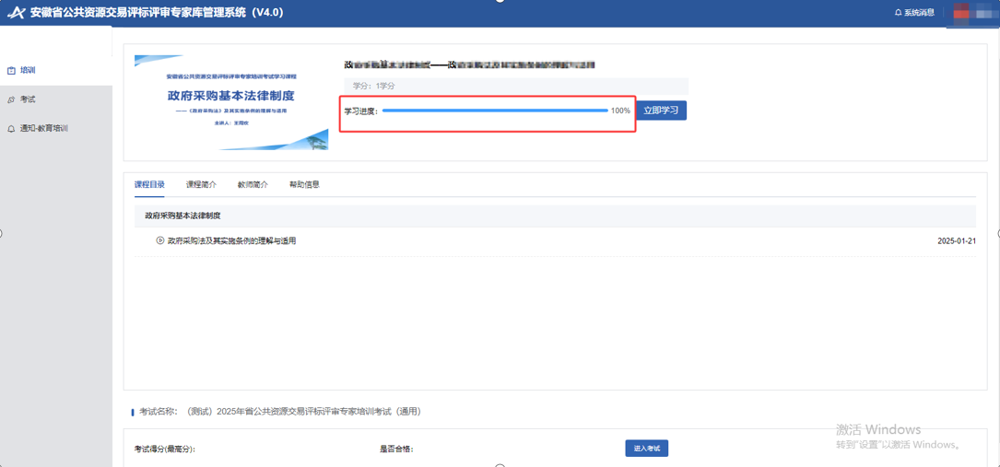 安徽省公共资源交易评标评审专家库管理系统（V4.0）
系统消息
培训
考试
通知-教育培训
安徽省公共资源交易评标评审专家培训考试学习课程
政府采购基本法律制度
——《政府采购法》及其实施条例的理解与适用
主讲人：
学分：1学分
学习进度：
100%
立即学习
课程目录
课程简介
教师简介
帮助信息
政府采购基本法律制度
政府采购法及其实施条例的理解与适用
2025-01-21
考试名称：（测试）2025年省公共资源交易评标评审专家培训考试（通用）
考试得分(最高分)：
是否合格：
进入考试
激活 Windows
转到"设置"以激活 Windows。